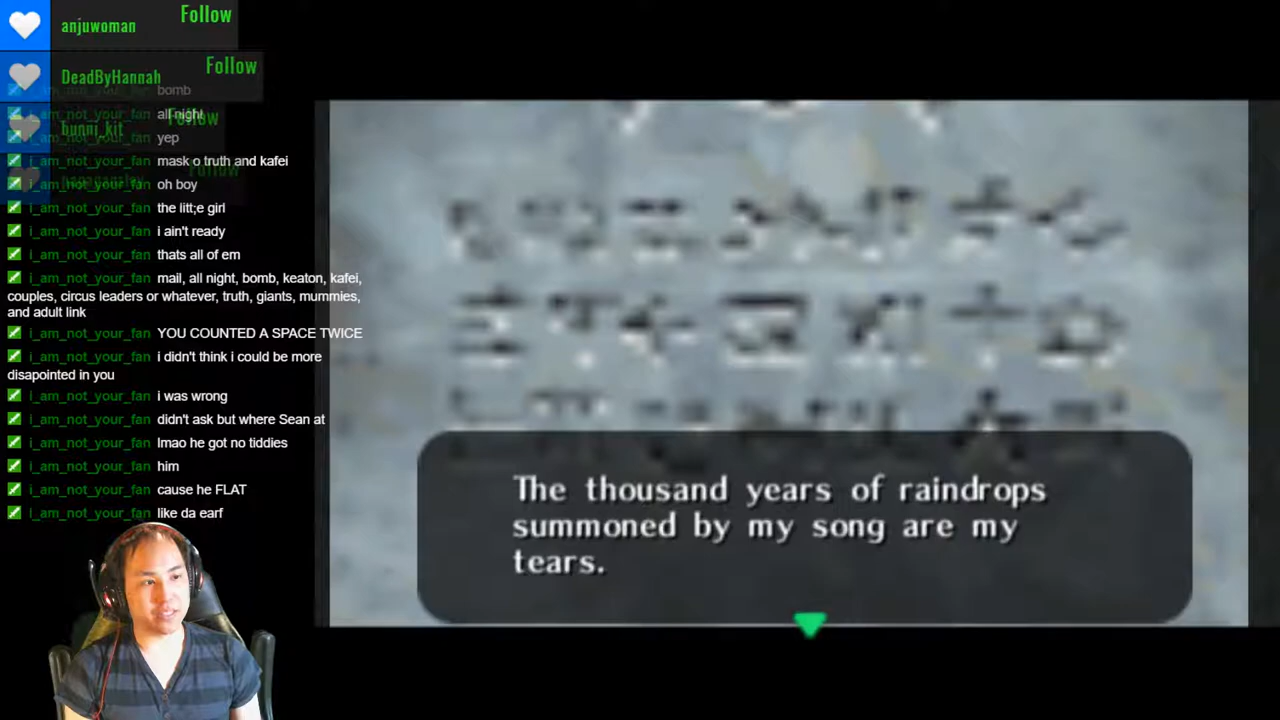 anjuwoman
Follow
DeadByHannah
Follow
bomb
all night
Follow
bunni_kit
i_am_not_your_fan yep
i_am_not_your_fan mask o truth and kafei
Follow
i_am_not_your_fan oh boy
i_am_not_your_fan the litt;e girl
i_am_not_your_fan i ain't ready
i_am_not_your_fan thats all of em
i_am_not_your_fan mail, all night, bomb, keaton, kafei,
couples, circus leaders or whatever, truth, giants, mummies,
and adult link
i_am_not_your_fan YOU COUNTED A SPACE TWICE
i_am_not_your_fan i didn't think i could be more
disapointed in you
i_am_not_your_fan i was wrong
i_am_not_your_fan didn't ask but where Sean at
i_am_not_your_fan lmao he got no tiddies
i_am_not_your_fan him
i_am_not_your_fan cause he FLAT
i_am_not_your_fan like da earf
The thousand years of raindrops
summoned by my song are my
tears.